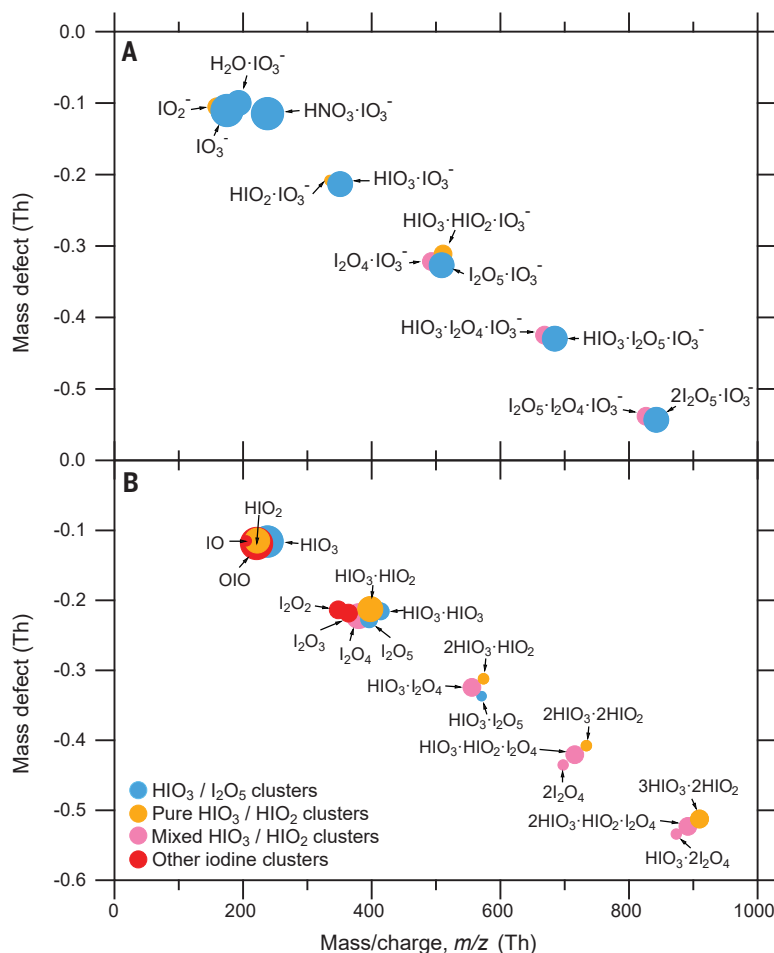 A
0.0
-0.1
-0.2
-0.3
-0.4
-0.5
0.0
Mass defect (Th)
H₂O·IO₃⁻
IO₂⁻
IO₃⁻
HNO₃·IO₃⁻
HIO₂·IO₃⁻
HIO₃·IO₃⁻
HIO₃·HIO₂·IO₃⁻
I₂O₄·IO₃⁻
I₂O₅·IO₃⁻
HIO₃·I₂O₄·IO₃⁻
HIO₃·I₂O₅·IO₃⁻
I₂O₅·I₂O₄·IO₃⁻
2I₂O₅·IO₃⁻
B
-0.1
-0.2
-0.3
-0.4
-0.5
-0.6
Mass defect (Th)
HIO₂
IO
HIO₃
OIO
HIO₃·HIO₂
I₂O₂
HIO₃·HIO₃
I₂O₃
I₂O₄
I₂O₅
2HIO₃·HIO₂
HIO₃·I₂O₄
HIO₃·I₂O₅
2HIO₃·2HIO₂
HIO₃·HIO₂·I₂O₄
2I₂O₄
3HIO₃·2HIO₂
2HIO₃·HIO₂·I₂O₄
HIO₃·2I₂O₄
HIO₃ / I₂O₅ clusters
Pure HIO₃ / HIO₂ clusters
Mixed HIO₃ / HIO₂ clusters
Other iodine clusters
0 200 400 600 800 1000
Mass/charge, m/z (Th)